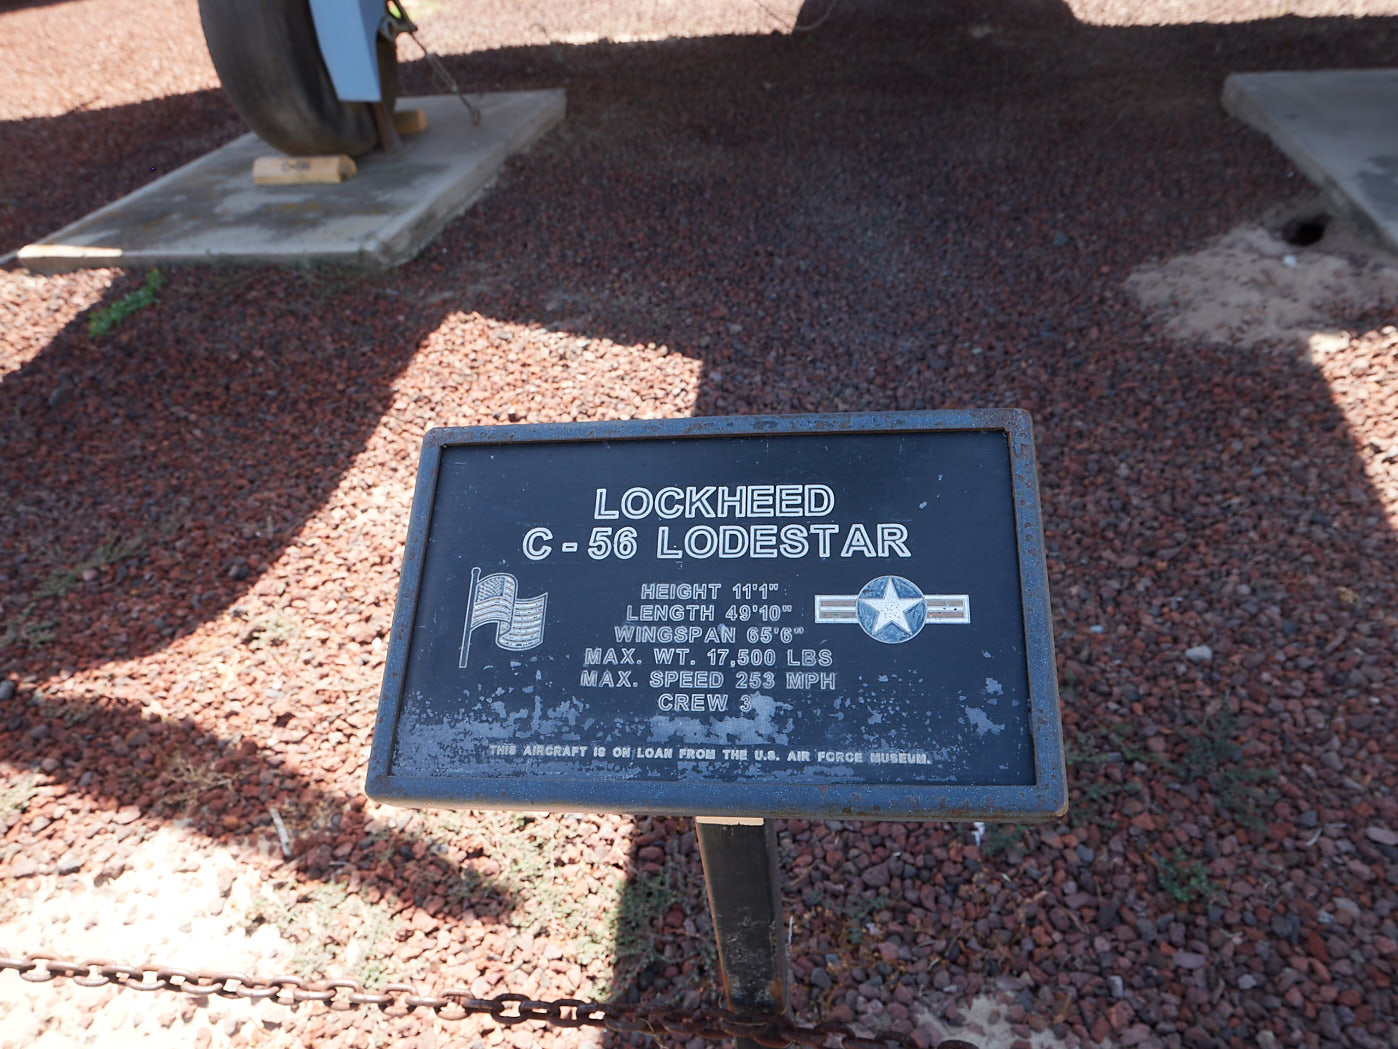 LOCKHEED
C - 56 LODESTAR
HEIGHT 11'1"
LENGTH 49'10"
WINGSPAN 65'6"
MAX. WT. 17,500 LBS
MAX. SPEED 253 MPH
CREW 3
THIS AIRCRAFT IS ON LOAN FROM THE U.S. AIR FORCE MUSEUM.